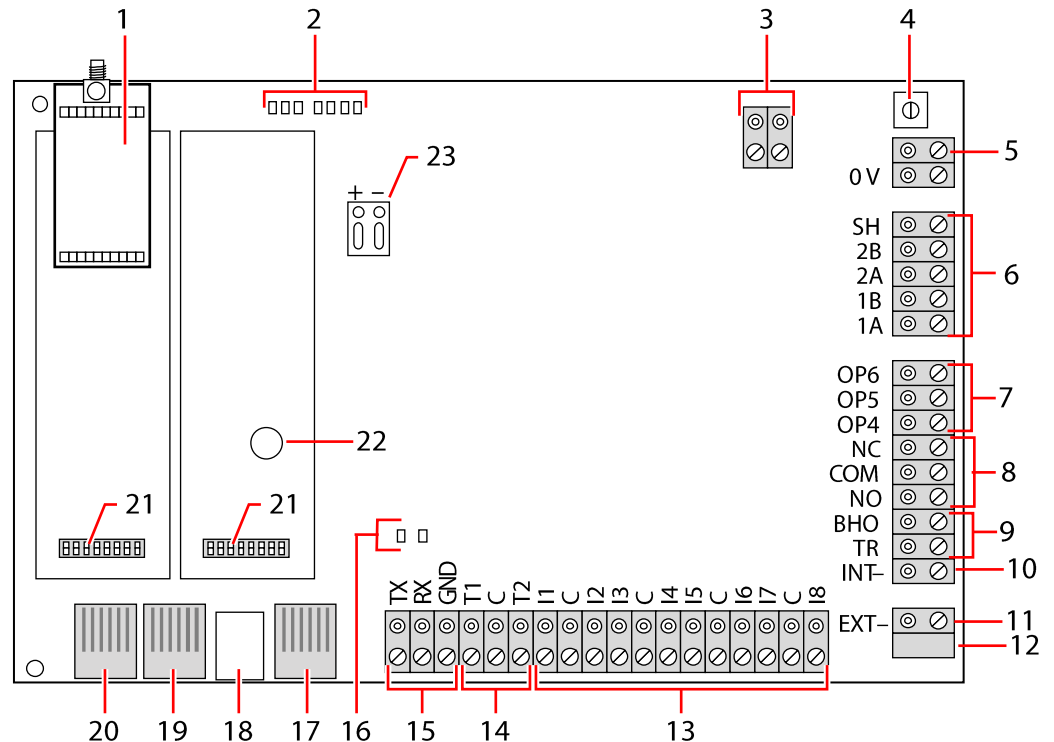 1 2 3 4
5
0 V
23
+ −
SH
2B
2A
1B
1A
6
OP6
OP5
OP4
7
NC
COM
NO
8
BHO
TR
9
INT–
10
EXT–
11
12
22
21 21
16
TX RX GND T1 C T2 I1 C I2 I3 C I4 I5 C I6 I7 C I8
20 19 18 17 16 15 14 13